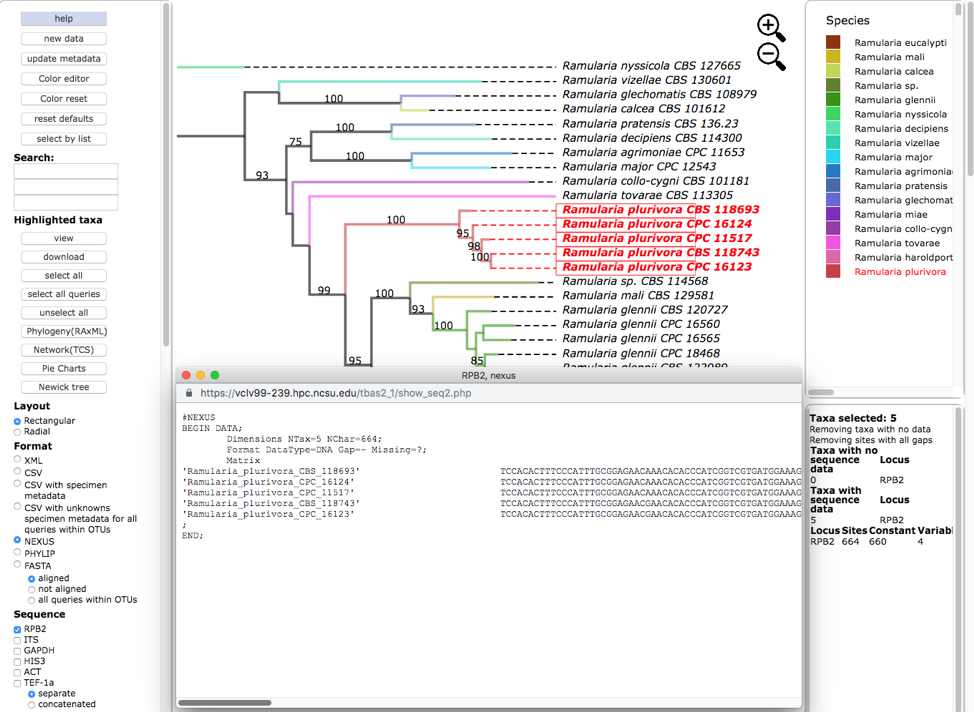 help
new data
update metadata
Color editor
Color reset
reset defaults
select by list
Search:
Highlighted taxa
view
download
select all
select all queries
unselect all
Phylogeny(RAxML)
Network(TCS)
Pie Charts
Newick tree
Layout
Rectangular
Radial
Format
XML
CSV
CSV with specimen
metadata
CSV with unknowns
specimen metadata for all
queries within OTUs
NEXUS
PHYLIP
FASTA
aligned
not aligned
all queries within OTUs
Sequence
RPB2
ITS
GAPDH
HIS3
ACT
TEF-1a
separate
concatenated
Ramularia nyssicola CBS 127665
Ramularia vizellae CBS 130601
100 Ramularia glechomatis CBS 108979
Ramularia calcea CBS 101612
100 Ramularia pratensis CBS 136.23
75 Ramularia decipiens CBS 114300
100 Ramularia agrimoniae CPC 11653
Ramularia major CPC 12543
93 Ramularia collo-cygni CBS 101181
Ramularia tovarae CBS 113305
100 Ramularia plurivora CBS 118693
Ramularia plurivora CPC 16124
95 Ramularia plurivora CPC 11517
98 Ramularia plurivora CBS 118743
100 Ramularia plurivora CPC 16123
Ramularia sp. CBS 114568
99 100 Ramularia mali CBS 129581
93 Ramularia glennii CBS 120727
100 Ramularia glennii CPC 16560
Ramularia glennii CPC 16565
Ramularia glennii CPC 18468
95 85 Ramularia glennii CBS 122989
RPB2, nexus
https://vclv99-239.hpc.ncsu.edu/tbas2_1/show_seq2.php
#NEXUS
BEGIN DATA;
Dimensions NTax=5 NChar=664;
Format DataType=DNA Gap=- Missing=?;
Matrix
'Ramularia_plurivora_CBS_118693' TCCACACTTTCCCATTTGCGGAGAACAAACACACCCATCGGTCGTGATGGAAAG
'Ramularia_plurivora_CPC_16124' TCCACACTTTCCCATTTGCGGAGAACAAACACACCCATCGGTCGTGATGGAAAG
'Ramularia_plurivora_CPC_11517' TCCACACTTTCCCATTTGCGGAGAACGAACACACCCATCGGTCGTGATGGAAAG
'Ramularia_plurivora_CBS_118743' TCCACACTTTCCCATTTGCGGAGAACGAACACACCCATCGGTCGTGATGGAAAG
'Ramularia_plurivora_CPC_16123' TCCACACTTTCCCATTTGCGGAGAACGAACACACCCATCGGTCGTGATGGAAAG
;
END;
Species
Ramularia eucalypti
Ramularia mali
Ramularia calcea
Ramularia sp.
Ramularia glennii
Ramularia nyssicola
Ramularia decipiens
Ramularia vizellae
Ramularia major
Ramularia agrimonia
Ramularia pratensis
Ramularia glechomat
Ramularia miae
Ramularia collo-cygn
Ramularia tovarae
Ramularia haroldport
Ramularia plurivora
Taxa selected: 5
Removing taxa with no data
Removing sites with all gaps
Taxa with no
sequence Locus
data
0 RPB2
Taxa with
sequence Locus
data
5 RPB2
Locus Sites Constant Variabl
RPB2 664 660 4